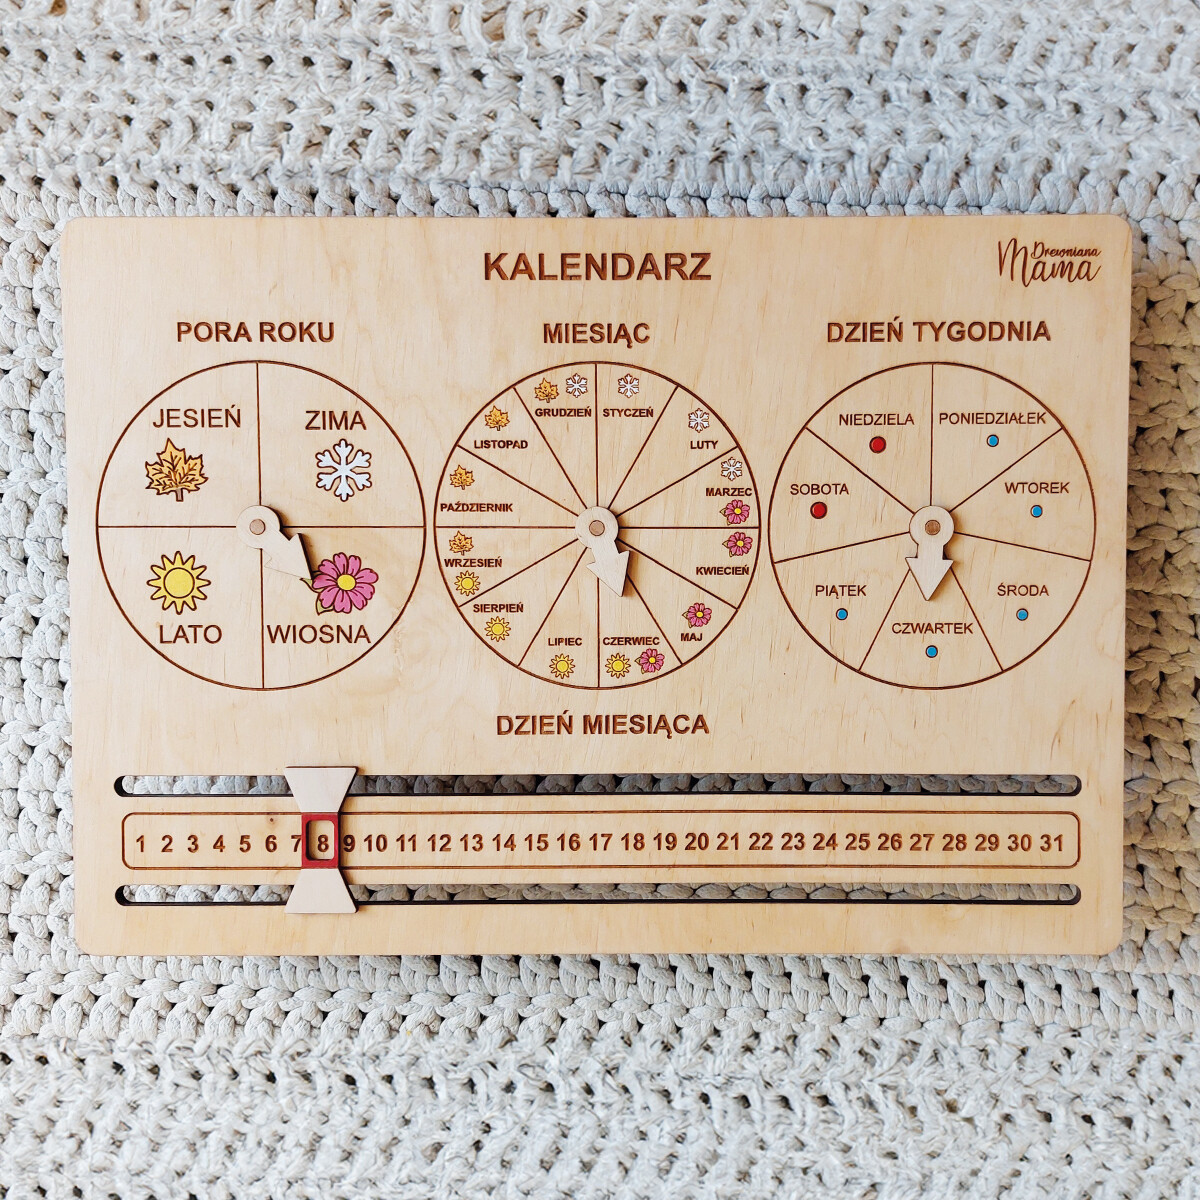 KALENDARZ
Drewniana
Mama
PORA ROKU
JESIEŃ
ZIMA
LATO
WIOSNA
MIESIĄC
GRUDZIEŃ
STYCZEŃ
LISTOPAD
LUTY
PAŹDZIERNIK
MARZEC
WRZESIEŃ
KWIECIEŃ
SIERPIEŃ
MAJ
LIPIEC
CZERWIEC
DZIEŃ TYGODNIA
NIEDZIELA
PONIEDZIAŁEK
SOBOTA
WTOREK
PIĄTEK
ŚRODA
CZWARTEK
DZIEŃ MIESIĄCA
1 2 3 4 5 6 7 8 9 10 11 12 13 14 15 16 17 18 19 20 21 22 23 24 25 26 27 28 29 30 31